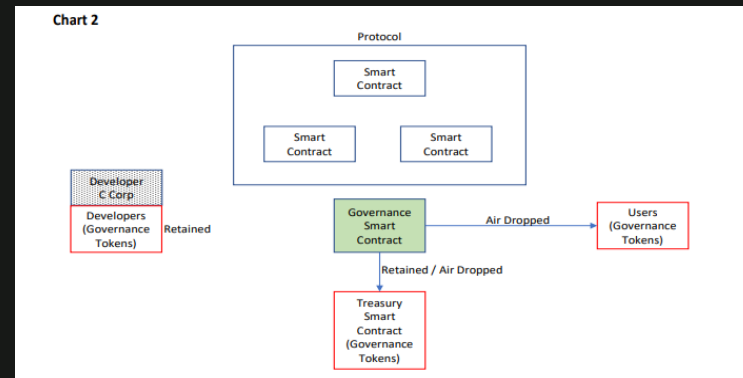 Chart 2
Protocol
Smart
Contract
Smart
Contract
Smart
Contract
Developer
C Corp
Developers
(Governance
Tokens)
Retained
Governance
Smart
Contract
Air Dropped
Users
(Governance
Tokens)
Retained / Air Dropped
Treasury
Smart
Contract
(Governance
Tokens)